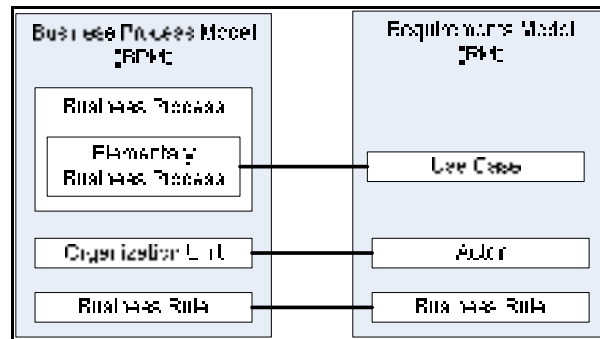 Business Process Model
(BPM)
Business Process
Elementary
Business Process
Organization Unit
Business Rule
Requirements Model
(RM)
Use Case
Actor
Business Rule